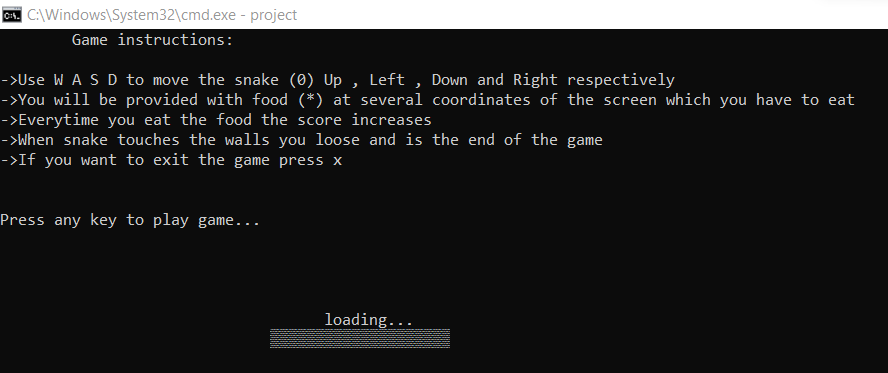 C:\Windows\System32\cmd.exe - project
Game instructions:
->Use W A S D to move the snake (0) Up , Left , Down and Right respectively
->You will be provided with food (*) at several coordinates of the screen which you have to eat
->Everytime you eat the food the score increases
->When snake touches the walls you loose and is the end of the game
->If you want to exit the game press x
Press any key to play game...
loading...